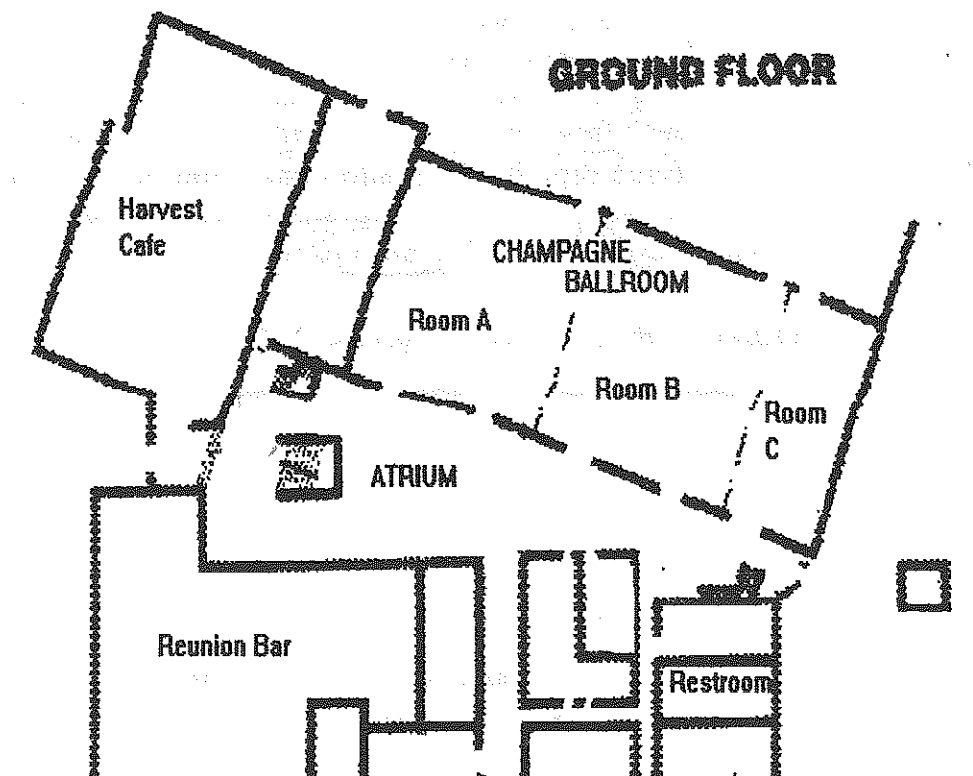 GROUND FLOOR
Harvest
Cafe
CHAMPAGNE
BALLROOM
Room A
Room B
Room
C
ATRIUM
Reunion Bar
Restroom